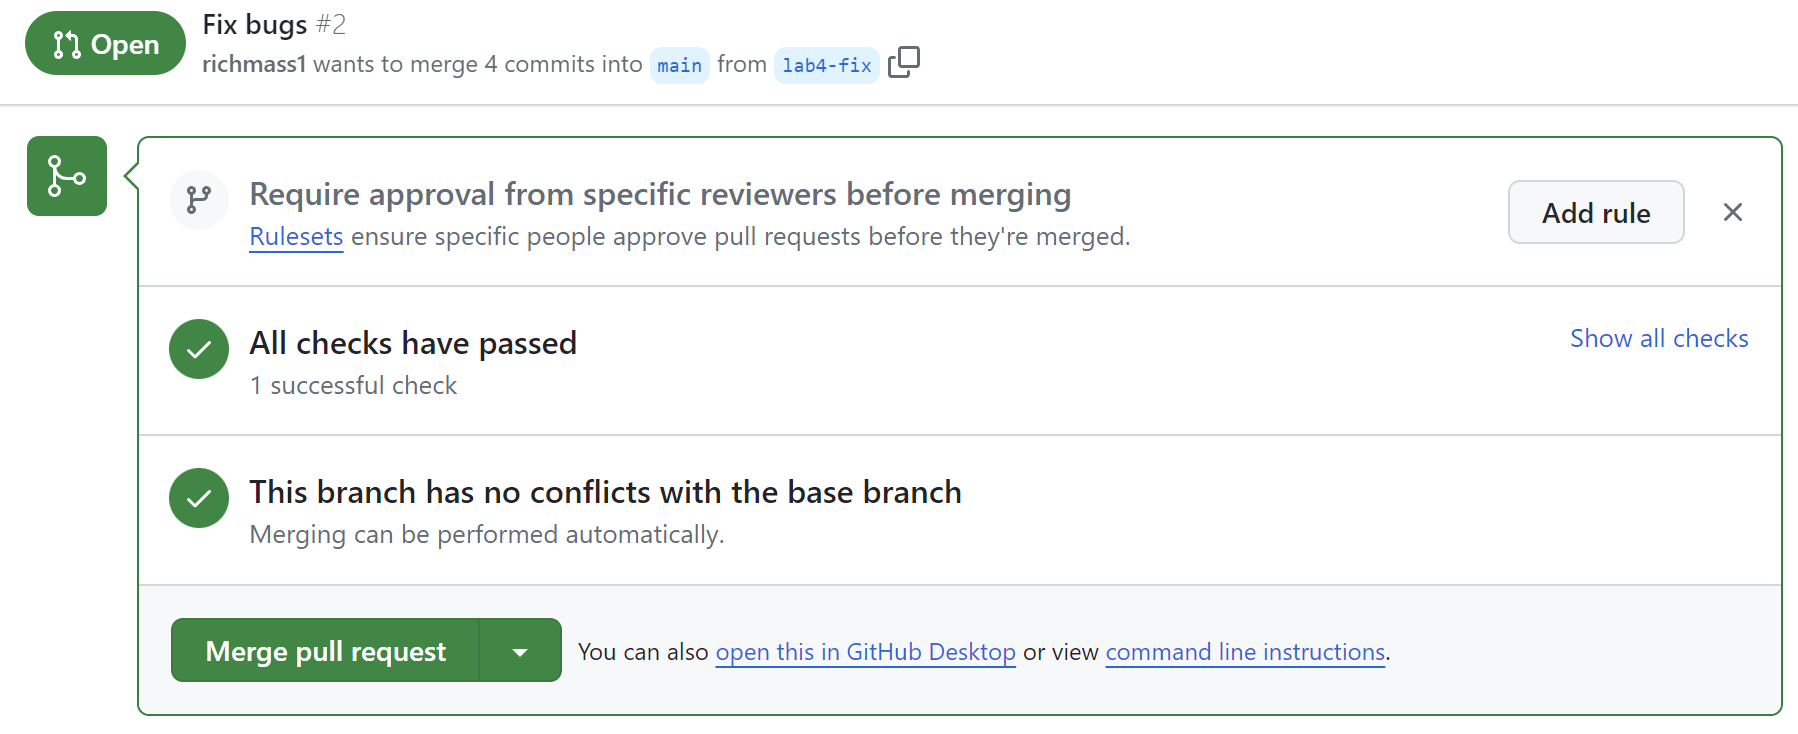 Open
Fix bugs #2
richmass1 wants to merge 4 commits into main from lab4-fix
Require approval from specific reviewers before merging
Rulesets ensure specific people approve pull requests before they're merged.
Add rule
All checks have passed
1 successful check
Show all checks
This branch has no conflicts with the base branch
Merging can be performed automatically.
Merge pull request
You can also open this in GitHub Desktop or view command line instructions.